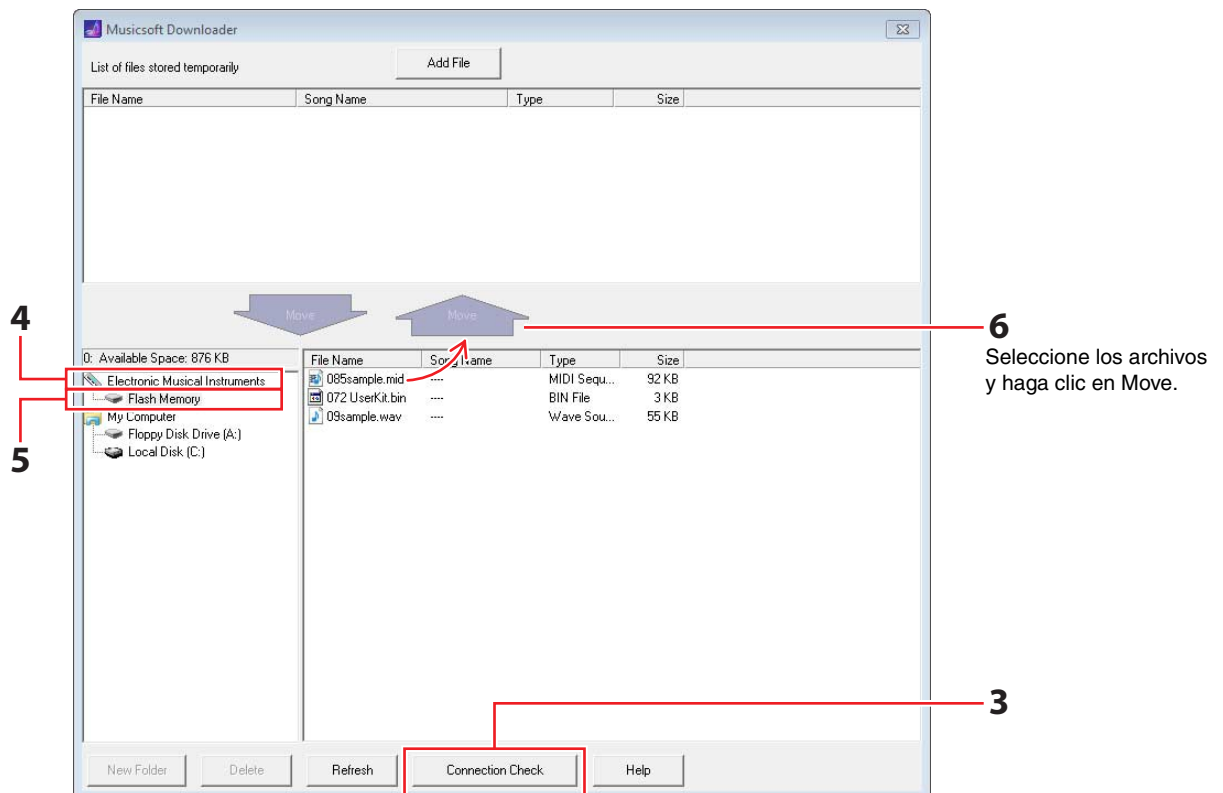 Musicsoft Downloader
List of files stored temporarily
Add File
File Name Song Name Type Size
Move Move
4
6
Seleccione los archivos
y haga clic en Move.
0: Available Space: 876 KB
Electronic Musical Instruments
Flash Memory
My Computer
Floppy Disk Drive (A:)
Local Disk (C:)
5
File Name Song Name Type Size
085sample.mid ---- MIDI Sequ... 92 KB
072 UserKit.bin ---- BIN File 3 KB
09sample.wav ---- Wave Sou... 55 KB
3
New Folder Delete Refresh Connection Check Help